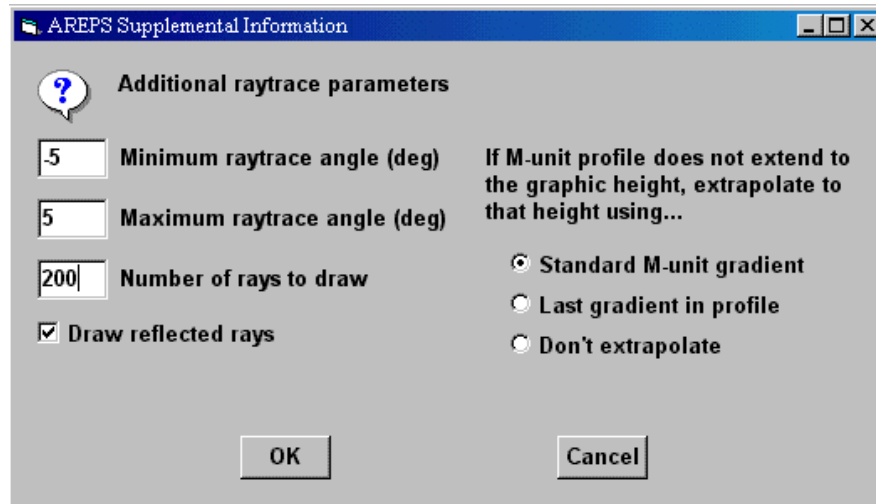 AREPS Supplemental Information
?
Additional raytrace parameters
-5 Minimum raytrace angle (deg)
5 Maximum raytrace angle (deg)
200 Number of rays to draw
Draw reflected rays
If M-unit profile does not extend to
the graphic height, extrapolate to
that height using...
Standard M-unit gradient
Last gradient in profile
Don't extrapolate
OK
Cancel